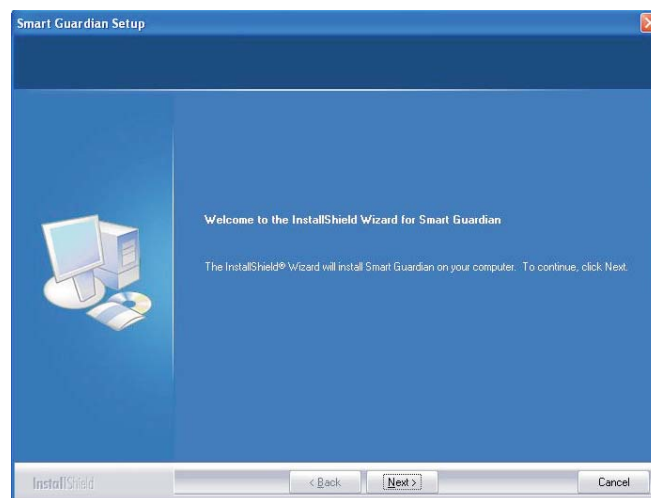 Smart Guardian Setup
Welcome to the InstallShield Wizard for Smart Guardian
The InstallShield® Wizard will install Smart Guardian on your computer. To continue, click Next.
InstallShield
< Back
Next >
Cancel